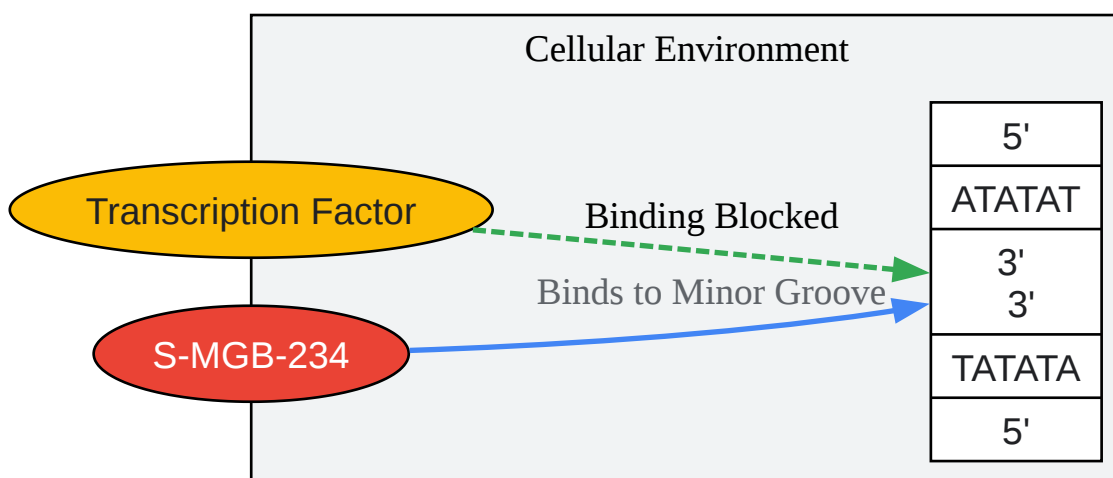 Cellular Environment
5'
ATATAT
Transcription Factor
Binding Blocked
3'
Binds to Minor Groove
3'
S-MGB-234
TATATA
5'